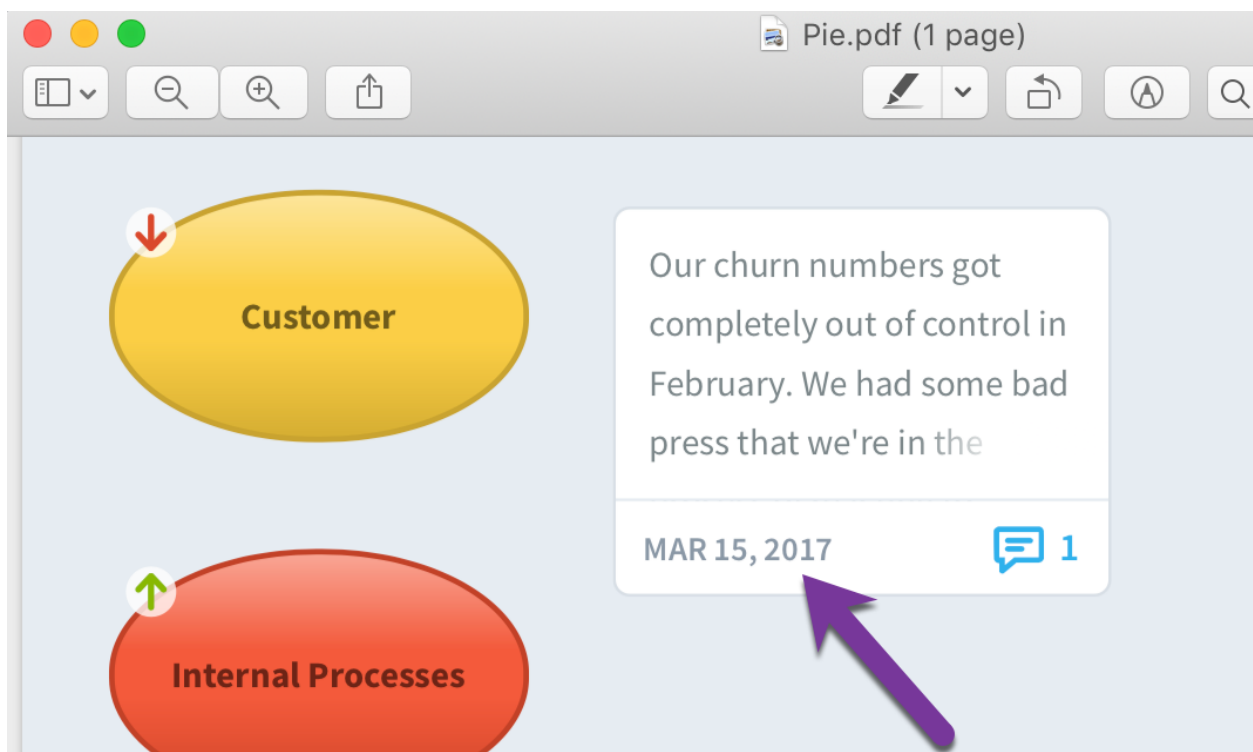 Pie.pdf (1 page)
Customer
Our churn numbers got
completely out of control in
February. We had some bad
press that we're in the
MAR 15, 2017
1
Internal Processes